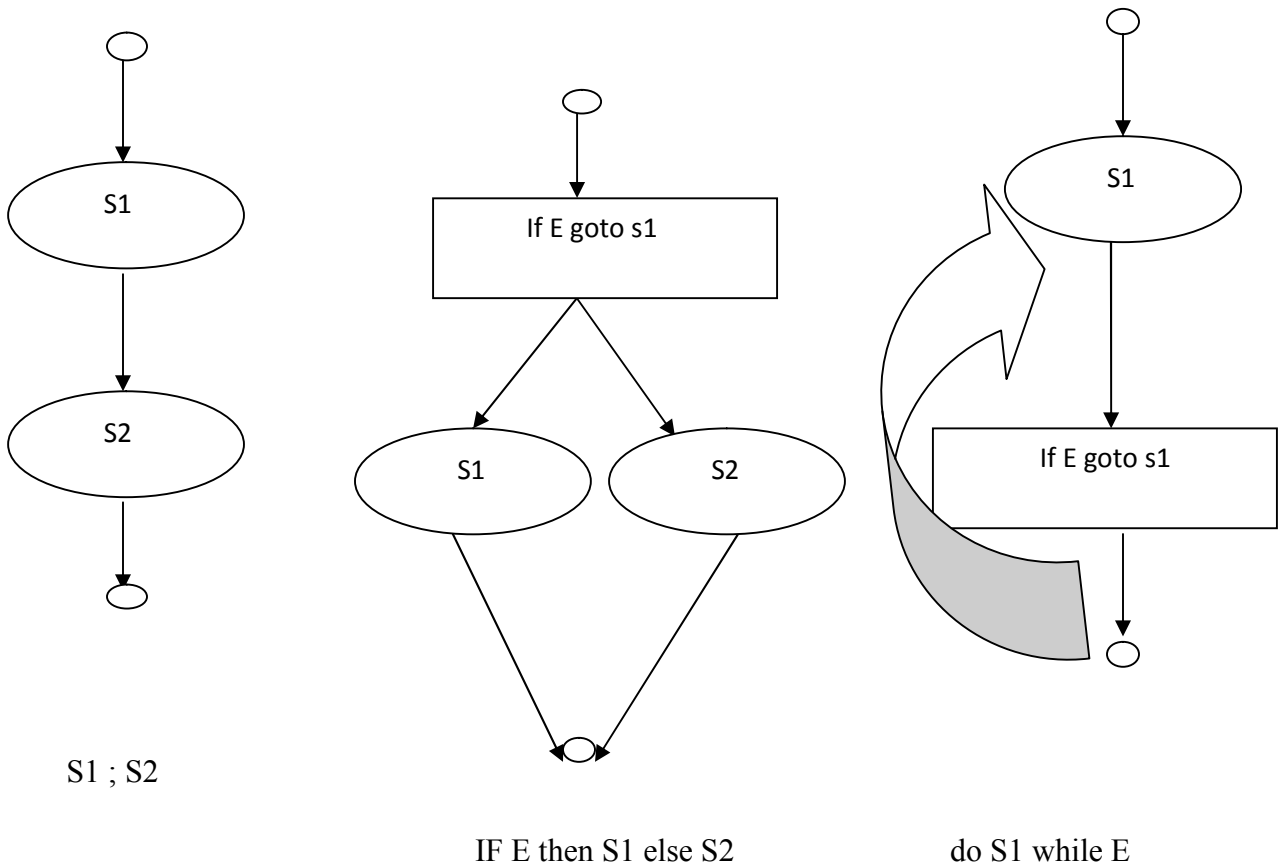 S1
S2
S1 ; S2
If E goto s1
S1
S2
IF E then S1 else S2
S1
If E goto s1
do S1 while E